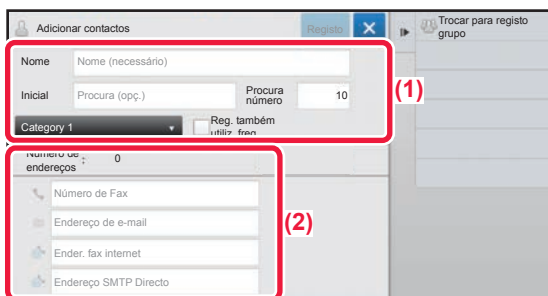 Adicionar contactos
Registo
Trocar para registo
grupo
Nome
Nome (necessário)
Inicial
Procura (opç.)
Procura
número
10
(1)
Category 1
Reg. também
utiliz. freq.
Número de
endereços
:
0
Número de Fax
Endereço de e-mail
(2)
Ender. fax internet
Endereço SMTP Directo